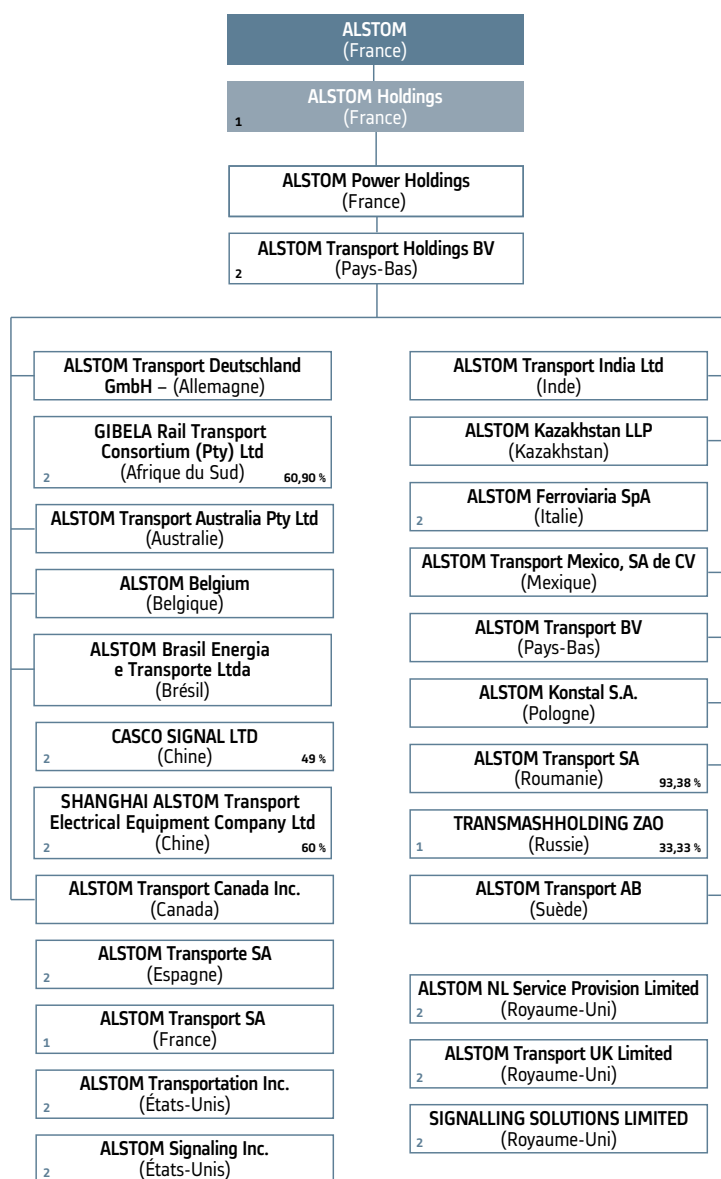 ALSTOM
(France)
ALSTOM Holdings
1 (France)
ALSTOM Power Holdings
(France)
ALSTOM Transport Holdings BV
2 (Pays-Bas)
ALSTOM Transport Deutschland
GmbH – (Allemagne)
GIBELA Rail Transport
Consortium (Pty) Ltd
2 (Afrique du Sud) 60,90 %
ALSTOM Transport Australia Pty Ltd
(Australie)
ALSTOM Belgium
(Belgique)
ALSTOM Brasil Energia
e Transporte Ltda
(Brésil)
CASCO SIGNAL LTD
2 (Chine) 49 %
SHANGHAI ALSTOM Transport
Electrical Equipment Company Ltd
2 (Chine) 60 %
ALSTOM Transport Canada Inc.
(Canada)
ALSTOM Transporte SA
2 (Espagne)
ALSTOM Transport SA
1 (France)
ALSTOM Transportation Inc.
2 (États-Unis)
ALSTOM Signaling Inc.
2 (États-Unis)
ALSTOM Transport India Ltd
(Inde)
ALSTOM Kazakhstan LLP
(Kazakhstan)
ALSTOM Ferroviaria SpA
2 (Italie)
ALSTOM Transport Mexico, SA de CV
(Mexique)
ALSTOM Transport BV
(Pays-Bas)
ALSTOM Konstal S.A.
(Pologne)
ALSTOM Transport SA
(Roumanie) 93,38 %
TRANSMASHHOLDING ZAO
1 (Russie) 33,33 %
ALSTOM Transport AB
(Suède)
ALSTOM NL Service Provision Limited
2 (Royaume-Uni)
ALSTOM Transport UK Limited
2 (Royaume-Uni)
SIGNALLING SOLUTIONS LIMITED
2 (Royaume-Uni)